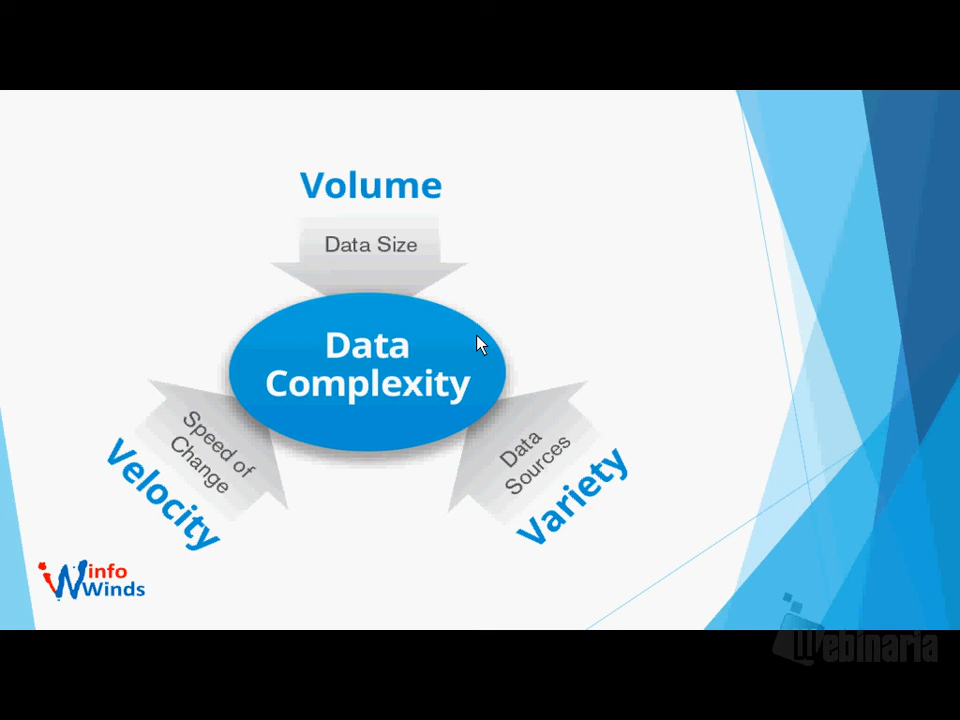 Volume
Data Size
Data
Complexity
Speed of
Change
Velocity
Data
Sources
Variety
info
Winds
Webinaria